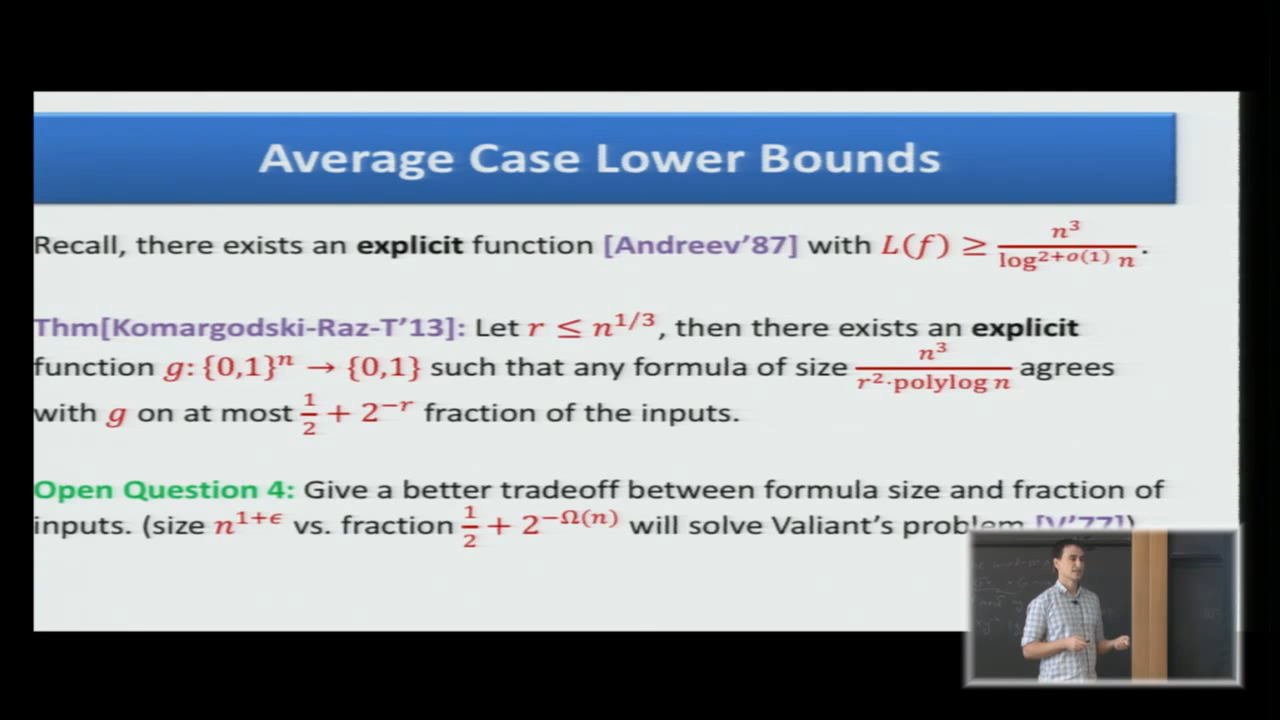 Average Case Lower Bounds
Recall, there exists an explicit function [Andreev'87] with L(f) ≥ n^3 / log^{2+o(1)} n .
Thm[Komargodski-Raz-T'13]: Let r ≤ n^{1/3}, then there exists an explicit
function g: {0,1}^n → {0,1} such that any formula of size n^3 / r^2·polylog n agrees
with g on at most 1/2 + 2^{-r} fraction of the inputs.
Open Question 4: Give a better tradeoff between formula size and fraction of
inputs. (size n^{1+ϵ} vs. fraction 1/2 + 2^{-Ω(n)} will solve Valiant's problem [V'77])